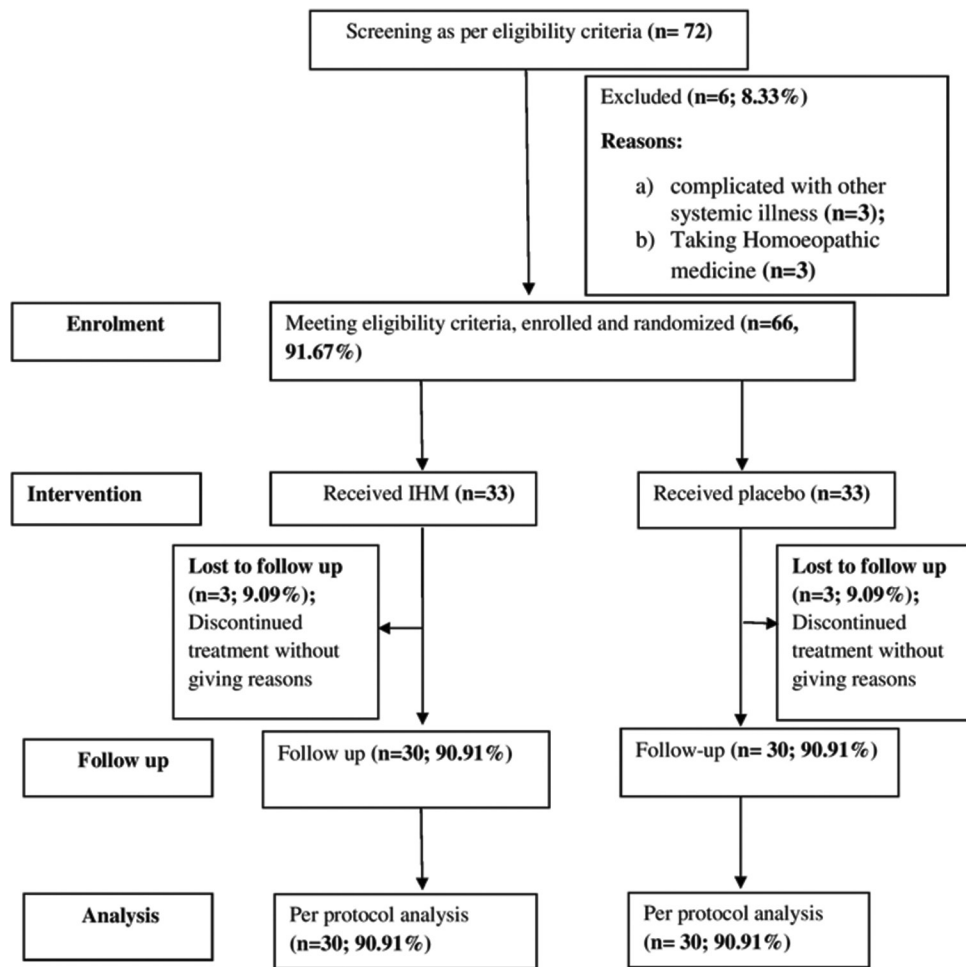 Screening as per eligibility criteria (n= 72)
Excluded (n=6; 8.33%)
Reasons:
a) complicated with other
systemic illness (n=3);
b) Taking Homoeopathic
medicine (n=3)
Enrolment
Meeting eligibility criteria, enrolled and randomized (n=66,
91.67%)
Intervention
Received IHM (n=33)
Received placebo (n=33)
Lost to follow up
(n=3; 9.09%);
Discontinued
treatment without
giving reasons
Lost to follow up
(n=3; 9.09%);
Discontinued
treatment without
giving reasons
Follow up
Follow up (n=30; 90.91%)
Follow-up (n= 30; 90.91%)
Analysis
Per protocol analysis
(n=30; 90.91%)
Per protocol analysis
(n= 30; 90.91%)